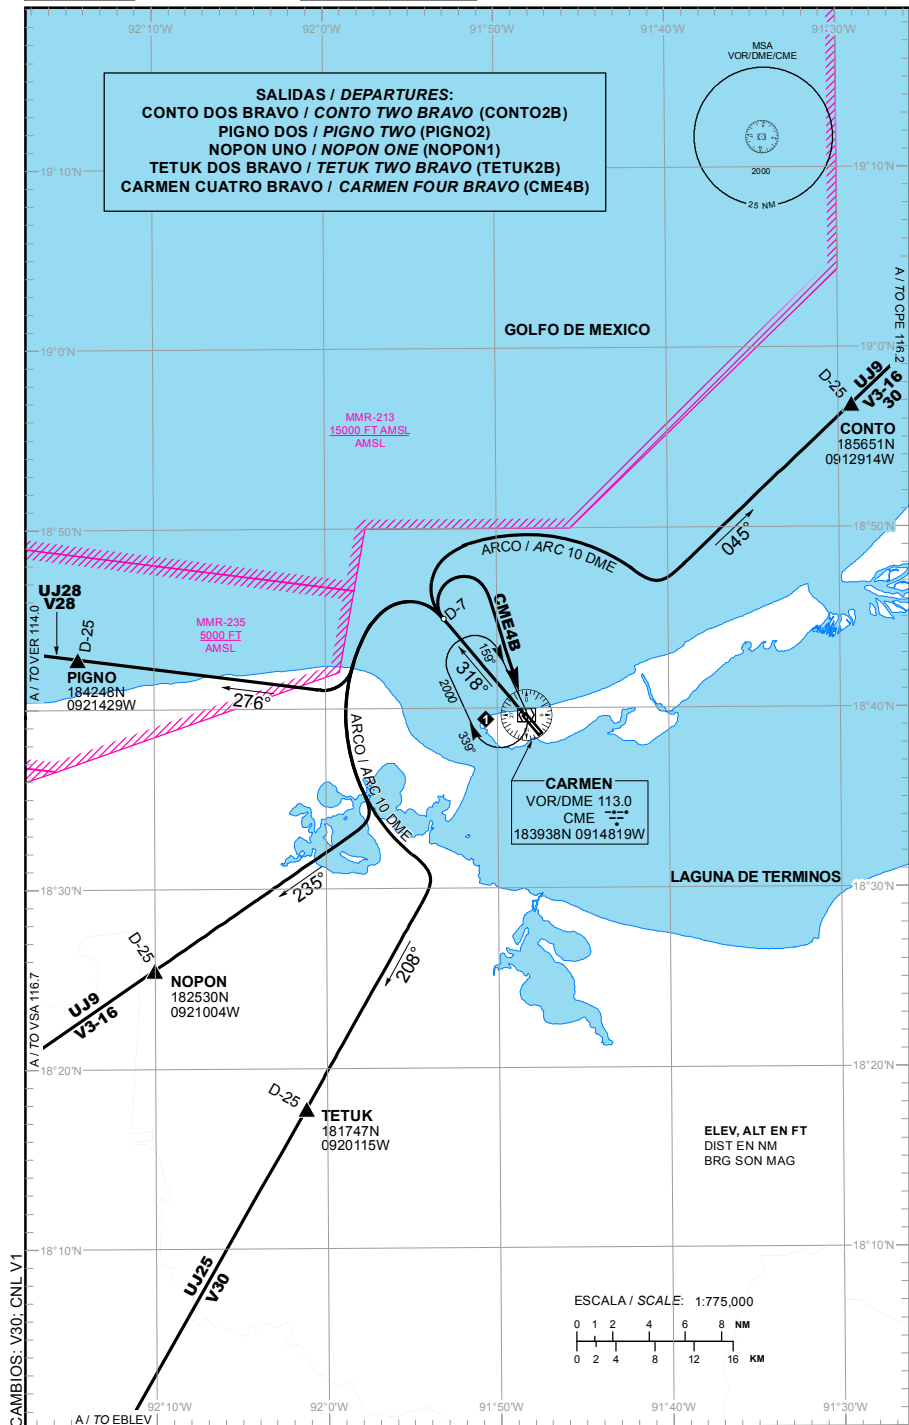 92°10'W
92°0'W
91°50'W
91°40'W
91°30'W
MSA
VOR/DME/CME
2000
25 NM
SALIDAS / DEPARTURES:
CONTO DOS BRAVO / CONTO TWO BRAVO (CONTO2B)
PIGNO DOS / PIGNO TWO (PIGNO2)
NOPON UNO / NOPON ONE (NOPON1)
TETUK DOS BRAVO / TETUK TWO BRAVO (TETUK2B)
CARMEN CUATRO BRAVO / CARMEN FOUR BRAVO (CME4B)
19°10'N
19°10'N
A / TO CPE 116.2
GOLFO DE MEXICO
19°0'N
19°0'N
UJ9
V3-16
30
D-25
CONTO
185651N
0912914W
MMR-213
15000 FT AMSL
AMSL
18°50'N
18°50'N
045°
ARCO / ARC 10 DME
UJ28
V28
D-25
A / TO VER 114.0
PIGNO
184248N
0921429W
MMR-235
5000 FT
AMSL
276°
D-7
CME4B
159°
318°
2000
339°
1
18°40'N
18°40'N
ARCO / ARC 10 DME
CARMEN
VOR/DME 113.0
CME
183938N 0914819W
LAGUNA DE TERMINOS
18°30'N
18°30'N
235°
208°
D-25
NOPON
182530N
0921004W
UJ9
V3-16
A / TO VSA 116.7
18°20'N
18°20'N
D-25
TETUK
181747N
0920115W
ELEV, ALT EN FT
DIST EN NM
BRG SON MAG
18°10'N
18°10'N
UJ25
V30
ESCALA / SCALE: 1:775,000
0 1 2 4 6 8 NM
0 2 4 8 12 16 KM
CAMBIOS: V30; CNL V1
A / TO EBLEV
92°10'W
92°0'W
91°50'W
91°40'W
91°30'W